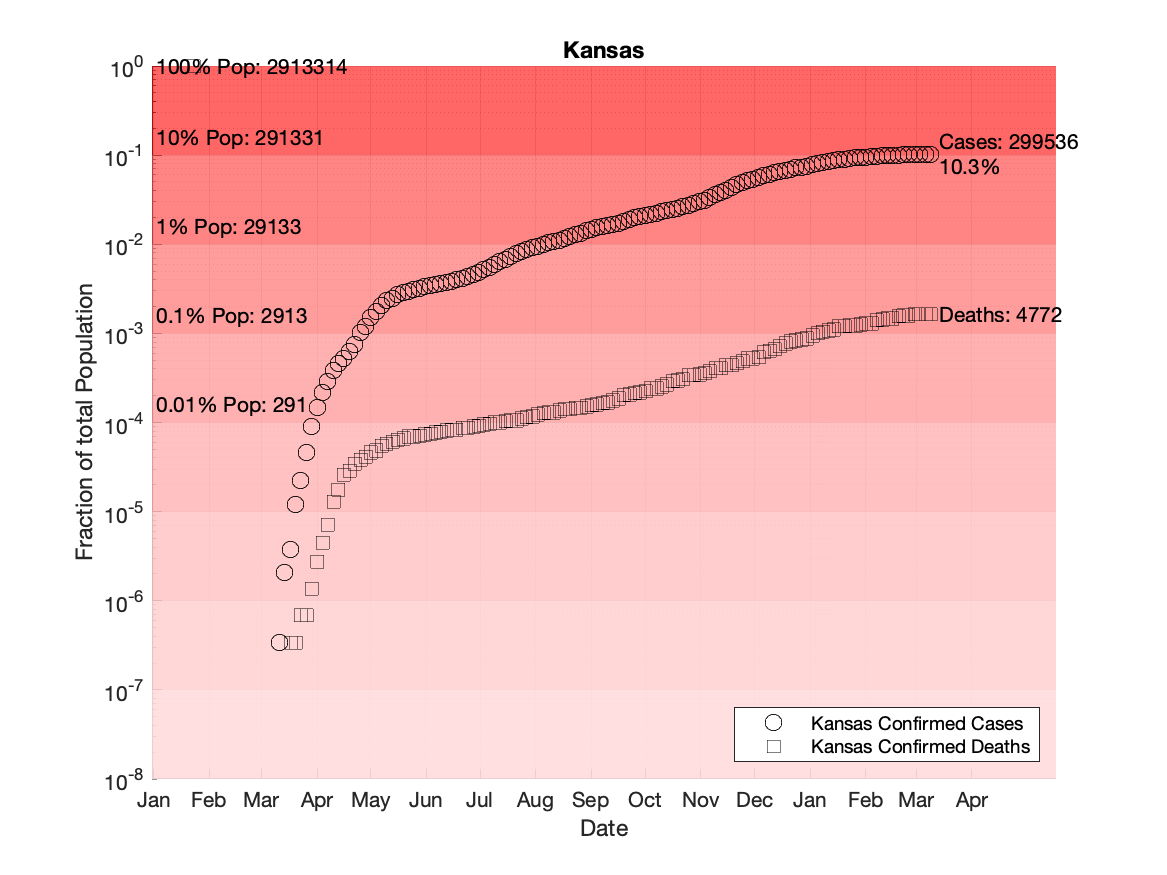 Kansas
10^0
100% Pop: 2913314
10% Pop: 291331
Cases: 299536
10^-1
10.3%
1% Pop: 29133
10^-2
0.1% Pop: 2913
Deaths: 4772
10^-3
0.01% Pop: 291
10^-4
10^-5
10^-6
10^-7
10^-8
Fraction of total Population
Kansas Confirmed Cases
Kansas Confirmed Deaths
Jan Feb Mar Apr May Jun Jul Aug Sep Oct Nov Dec Jan Feb Mar Apr
Date